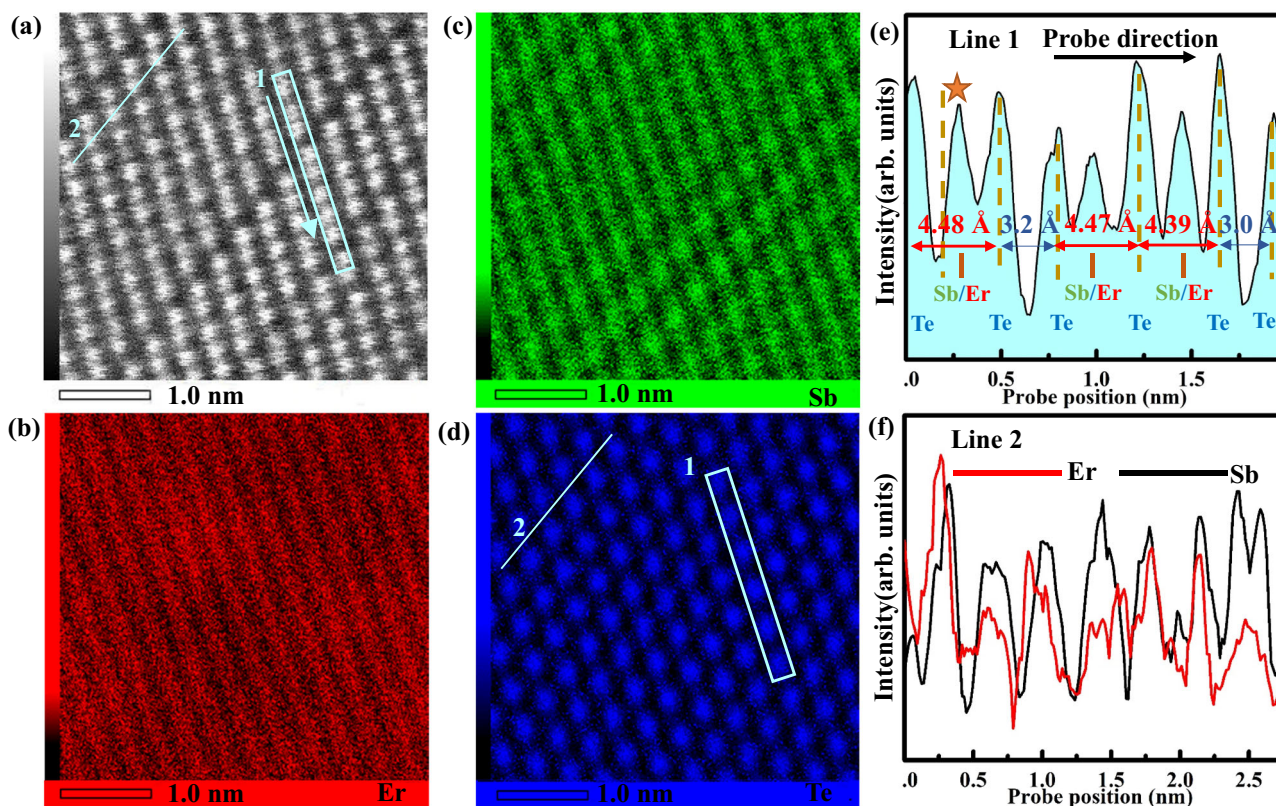 (a)
1
2
1.0 nm
(c)
1.0 nm
Sb
(e)
Line 1
Probe direction
Intensity(arb. units)
4.48 Å
3.2 Å
4.47 Å
4.39 Å
3.0 Å
Sb/Er
Sb/Er
Sb/Er
Te
Te
Te
Te
Te
Te
.0
0.5
1.0
1.5
Probe position (nm)
(b)
1.0 nm
Er
(d)
1
2
1.0 nm
Te
(f)
Line 2
Er
Sb
Intensity(arb. units)
.0
0.5
1.0
1.5
2.0
2.5
Probe position (nm)